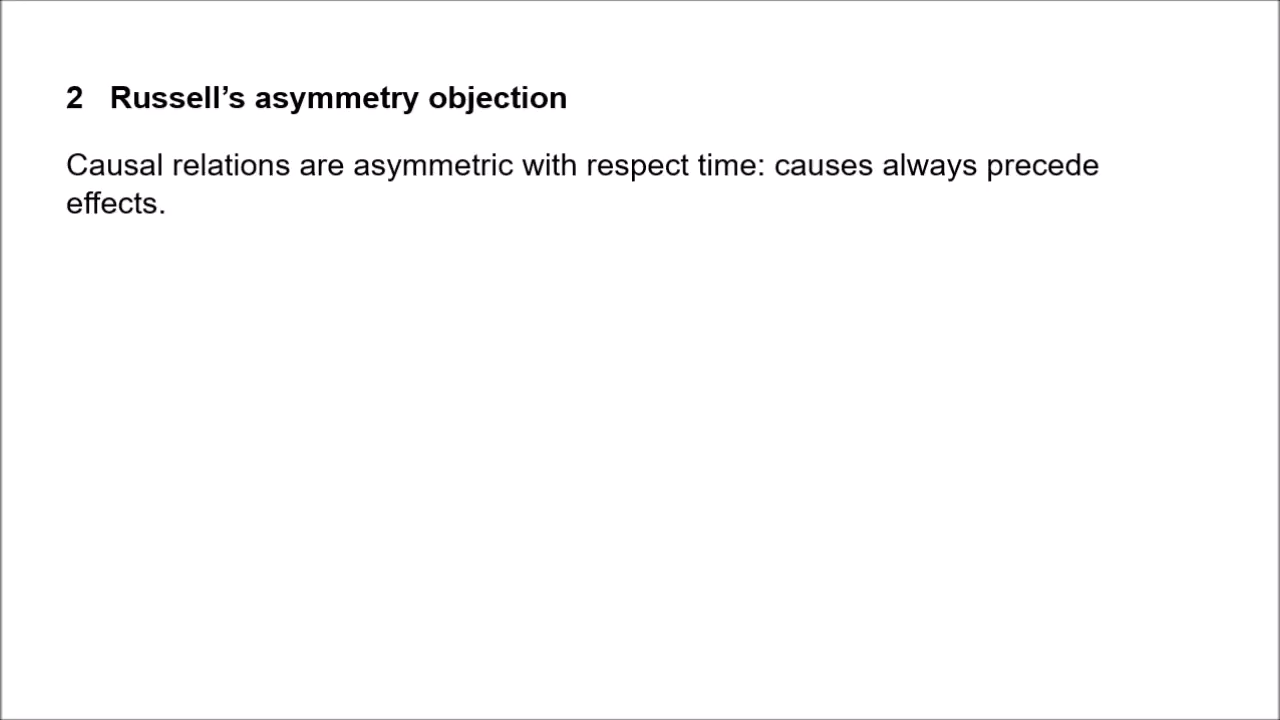 2 Russell’s asymmetry objection
Causal relations are asymmetric with respect time: causes always precede
effects.